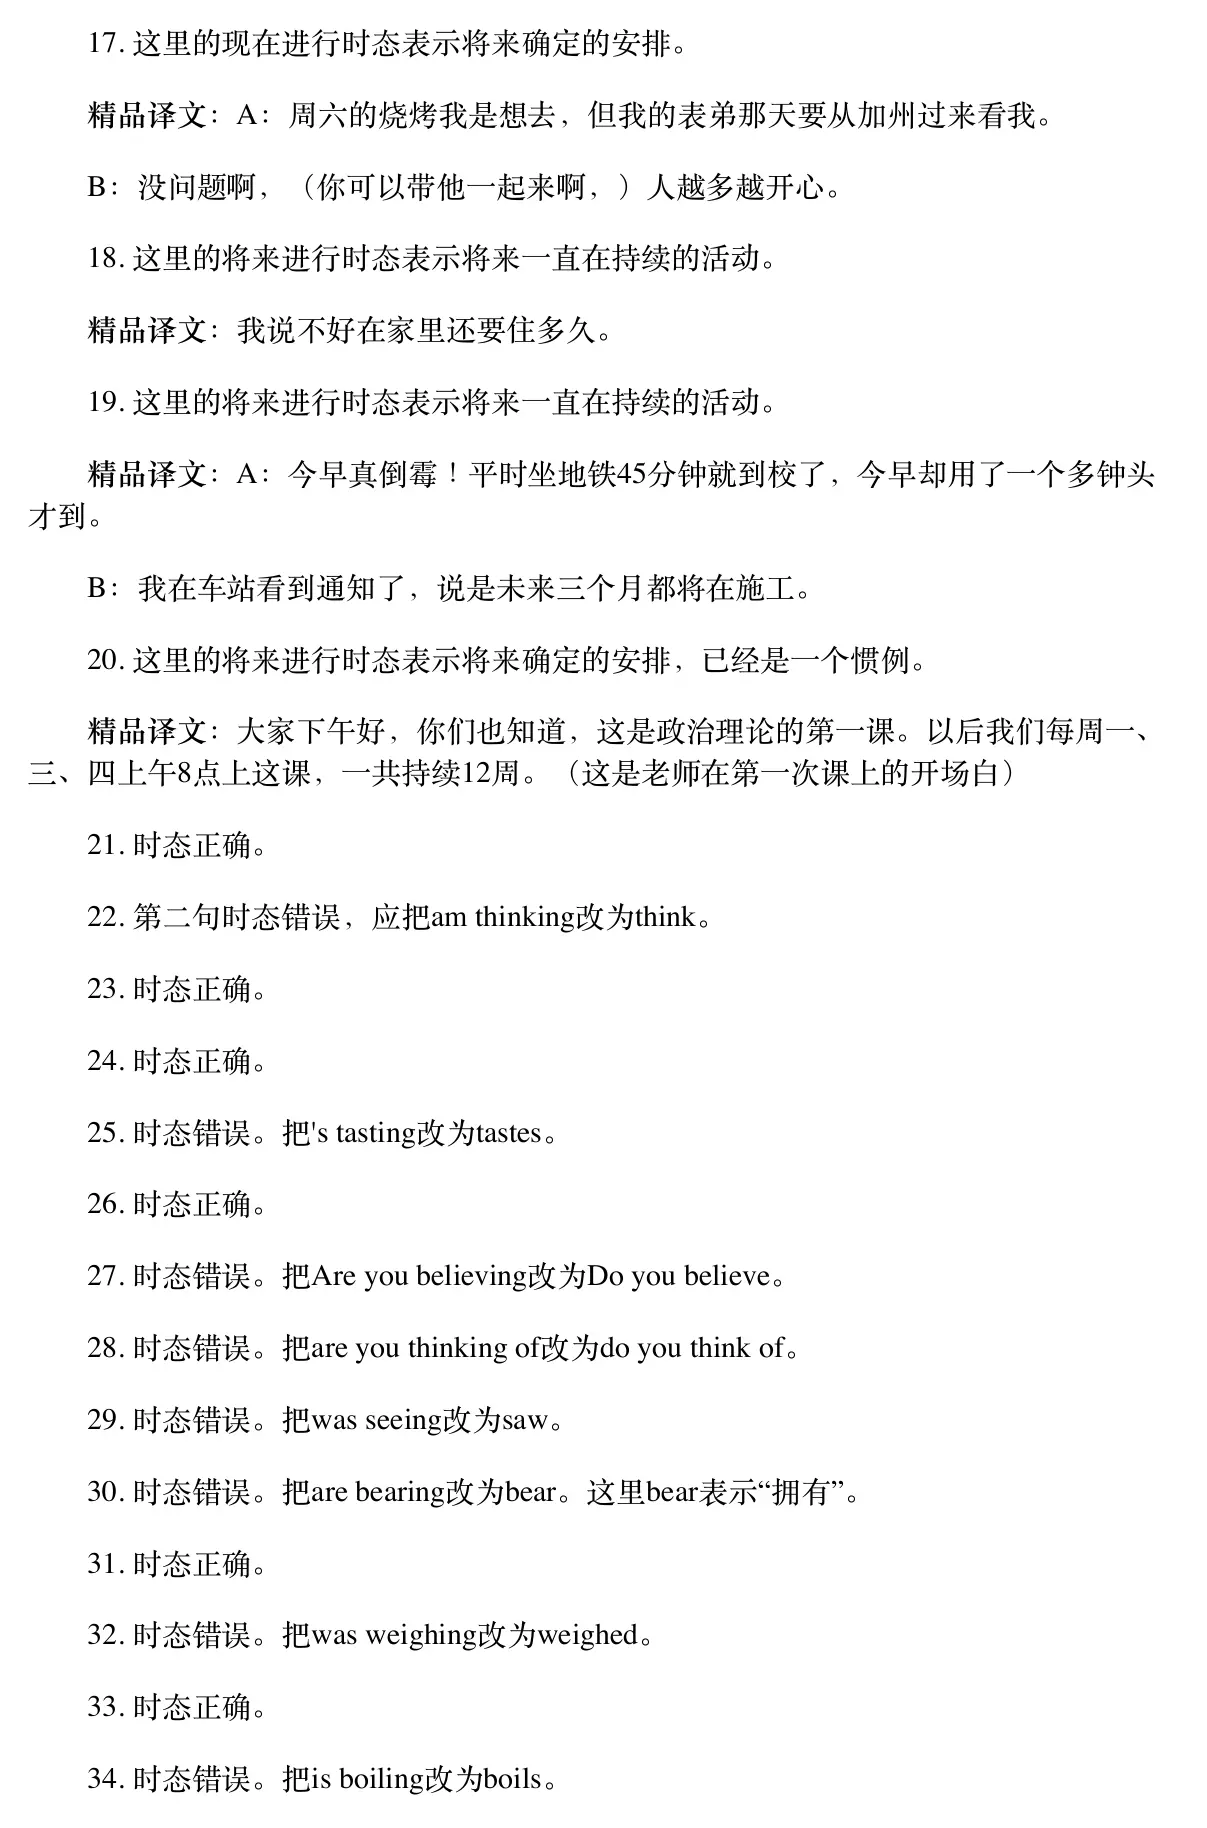 17. 这里的现在进行时态表示将来确定的安排。
精品译文：A：周六的烧烤我是想去，但我的表弟那天要从加州过来看我。
B：没问题啊，（你可以带他一起来啊，）人越多越开心。
18. 这里的将来进行时态表示将来一直在持续的活动。
精品译文：我说不好在家里还要住多久。
19. 这里的将来进行时态表示将来一直在持续的活动。
精品译文：A：今早真倒霉！平时坐地铁45分钟就到校了，今早却用了一个多钟头
才到。
B：我在车站看到通知了，说是未来三个月都将在施工。
20. 这里的将来进行时态表示将来确定的安排，已经是一个惯例。
精品译文：大家下午好，你们也知道，这是政治理论的第一课。以后我们每周一、
三、四上午8点上这课，一共持续12周。（这是老师在第一次课上的开场白）
21. 时态正确。
22. 第二句时态错误，应把am thinking改为think。
23. 时态正确。
24. 时态正确。
25. 时态错误。把's tasting改为tastes。
26. 时态正确。
27. 时态错误。把Are you believing改为Do you believe。
28. 时态错误。把are you thinking of改为do you think of。
29. 时态错误。把was seeing改为saw。
30. 时态错误。把are bearing改为bear。这里bear表示“拥有”。
31. 时态正确。
32. 时态错误。把was weighing改为weighed。
33. 时态正确。
34. 时态错误。把is boiling改为boils。